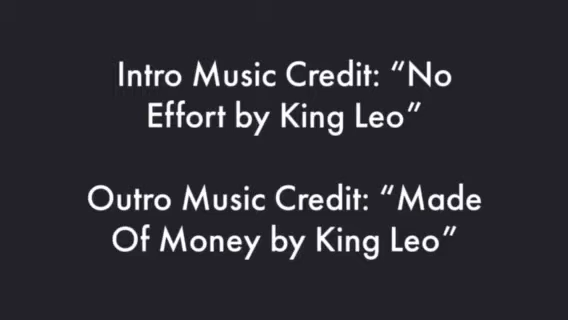 Intro Music Credit: “No
Effort by King Leo”
Outro Music Credit: “Made
Of Money by King Leo”